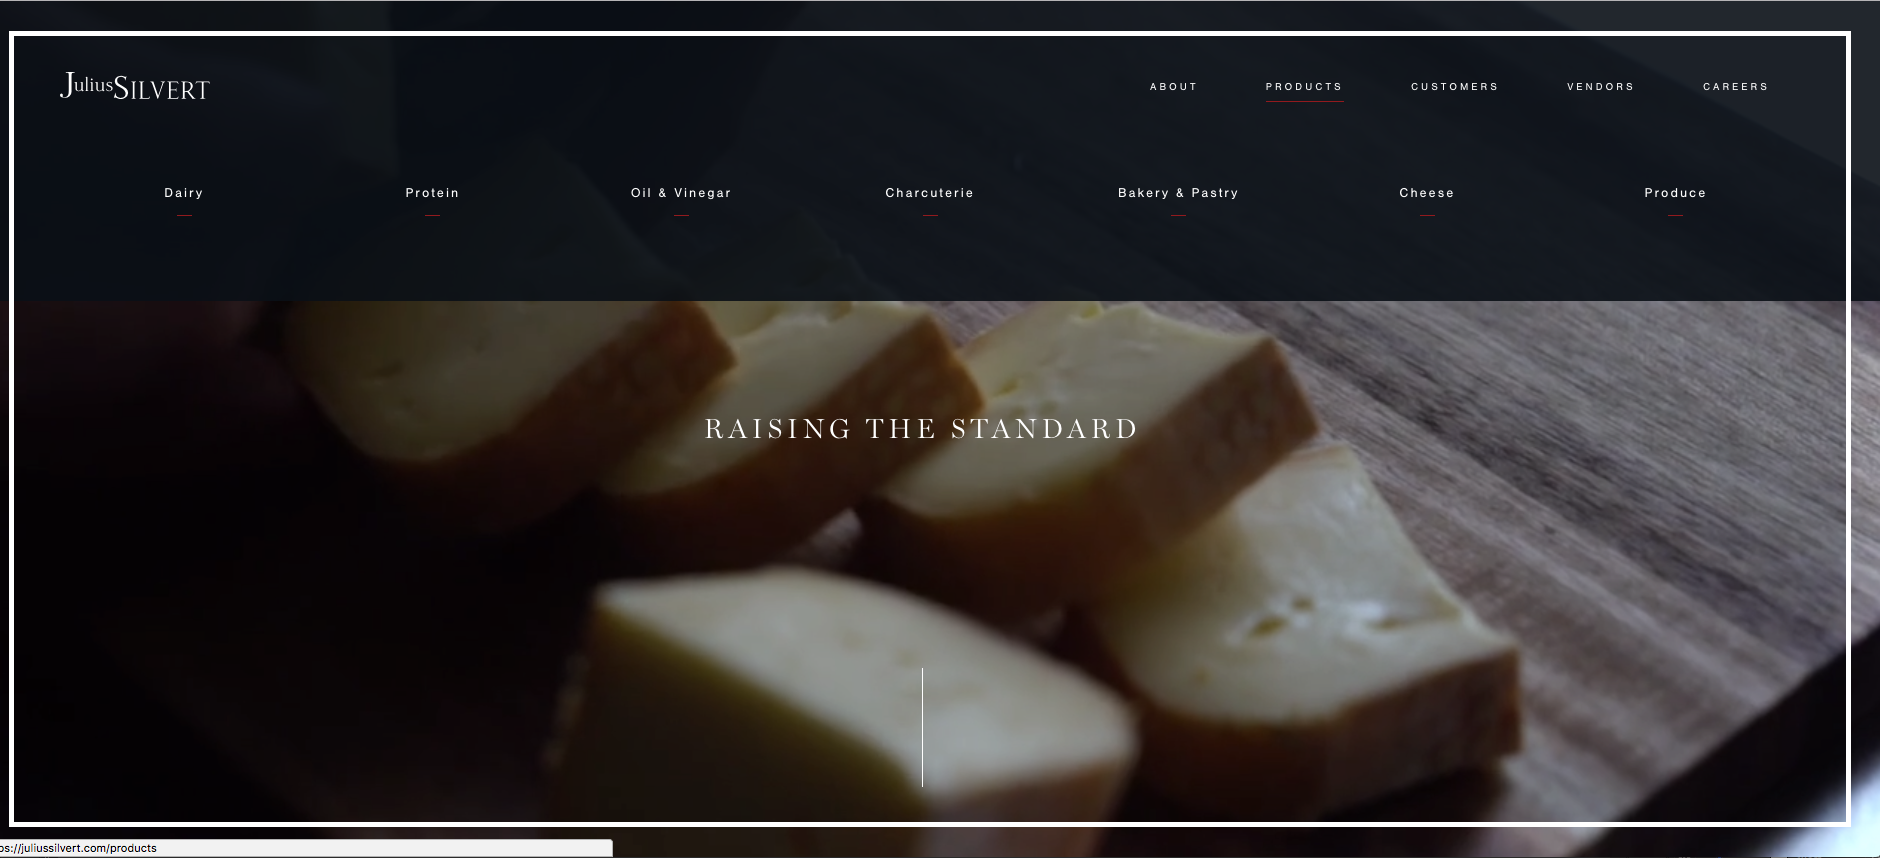 JuliusSILVERT
ABOUT PRODUCTS CUSTOMERS VENDORS CAREERS
Dairy Protein Oil & Vinegar Charcuterie Bakery & Pastry Cheese Produce
RAISING THE STANDARD
ps://juliussilvert.com/products